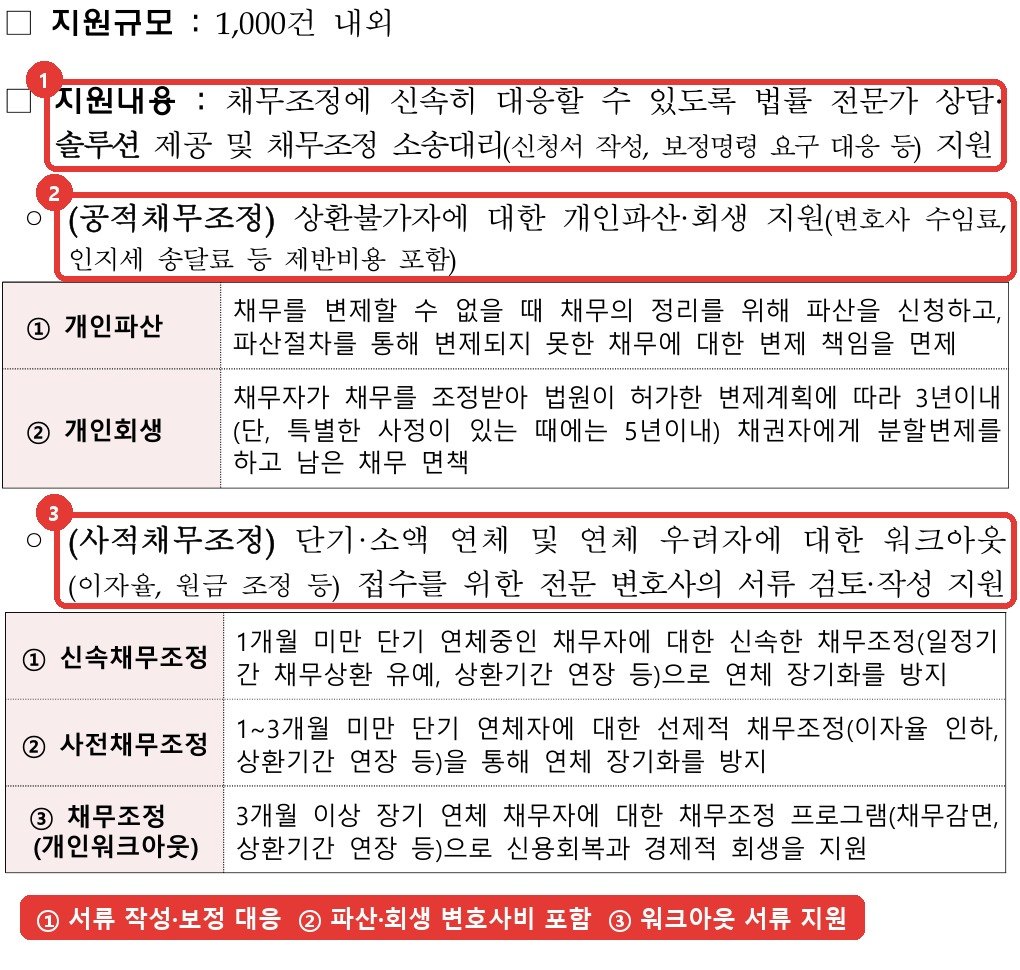 □ 지원규모 : 1,000건 내외
1
□ 지원내용 : 채무조정에 신속히 대응할 수 있도록 법률 전문가 상담·
솔루션 제공 및 채무조정 소송대리(신청서 작성, 보정명령 요구 대응 등) 지원
2
○ (공적채무조정) 상환불가자에 대한 개인파산·회생 지원(변호사 수임료,
인지세 송달료 등 제반비용 포함)
① 개인파산
채무를 변제할 수 없을 때 채무의 정리를 위해 파산을 신청하고,
파산절차를 통해 변제되지 못한 채무에 대한 변제 책임을 면제
② 개인회생
채무자가 채무를 조정받아 법원이 허가한 변제계획에 따라 3년이내
(단, 특별한 사정이 있는 때에는 5년이내) 채권자에게 분할변제를
하고 남은 채무 면책
3
○ (사적채무조정) 단기·소액 연체 및 연체 우려자에 대한 워크아웃
(이자율, 원금 조정 등) 접수를 위한 전문 변호사의 서류 검토·작성 지원
① 신속채무조정
1개월 미만 단기 연체중인 채무자에 대한 신속한 채무조정(일정기
간 채무상환 유예, 상환기간 연장 등)으로 연체 장기화를 방지
② 사전채무조정
1~3개월 미만 단기 연체자에 대한 선제적 채무조정(이자율 인하,
상환기간 연장 등)을 통해 연체 장기화를 방지
③ 채무조정
(개인워크아웃)
3개월 이상 장기 연체 채무자에 대한 채무조정 프로그램(채무감면,
상환기간 연장 등)으로 신용회복과 경제적 회생을 지원
① 서류 작성·보정 대응 ② 파산·회생 변호사비 포함 ③ 워크아웃 서류 지원